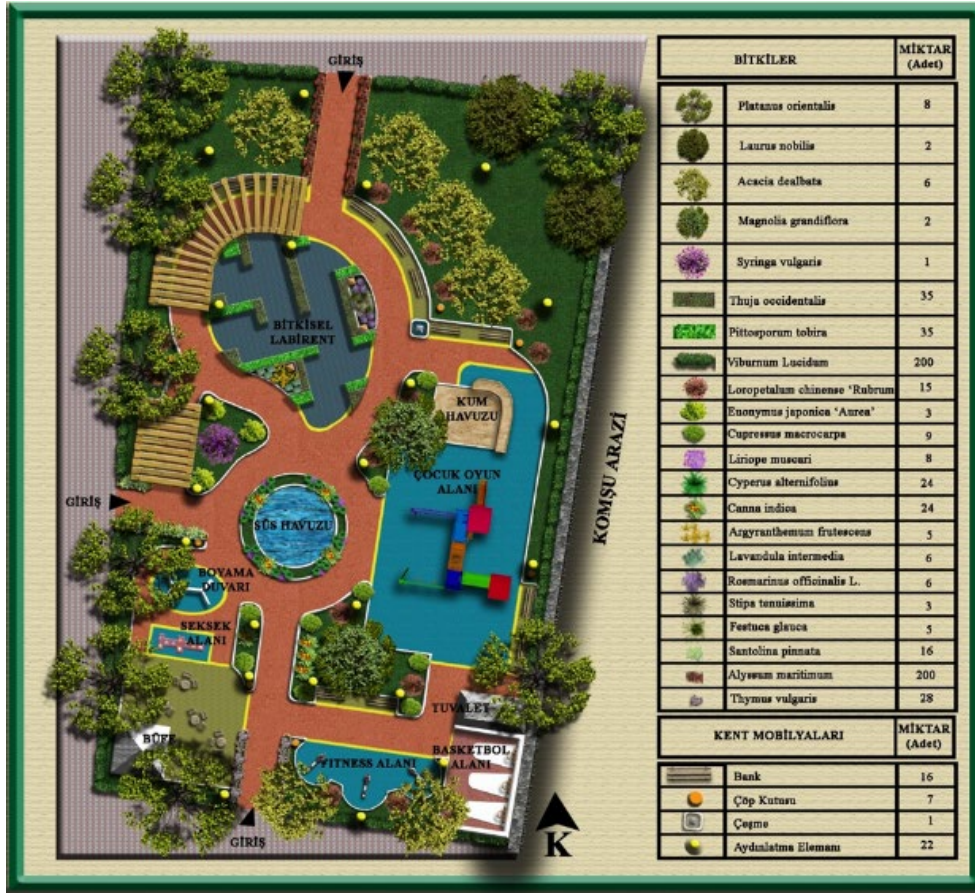 GİRİŞ
BİTKİSEL
LABİRENT
KUM
HAVUZU
ÇOCUK OYUN
ALANI
KOMŞU ARAZİ
GİRİŞ
SÜS HAVUZU
BOYAMA
DUVARI
SEKSEK
ALANI
TUVALET
BÜFE
FITNESS ALANI
BASKETBOL
ALANI
GİRİŞ
K
BİTKİLER MİKTAR
(Adet)
Platanus orientalis 8
Laurus nobilis 2
Acacia dealbata 6
Magnolia grandiflora 2
Syringa vulgaris 1
Thuja occidentalis 35
Pittosporum tobira 35
Viburnum Lucidum 200
Loropetalum chinense 'Rubrum 15
Euonymus japonica 'Aurea' 3
Cupressus macrocarpa 9
Liriope muscari 8
Cyperus alternifolius 24
Canna indica 24
Argyranthemum frutescens 5
Lavandula intermedia 6
Rosmarinus officinalis L. 6
Stipa tenuissima 3
Festuca glauca 5
Santolina pinnata 16
Alyssum maritimum 200
Thymus vulgaris 28
KENT MOBİLYALARI MİKTAR
(Adet)
Bank 16
Çöp Kutusu 7
Çeşme 1
Aydınlatma Elemanı 22